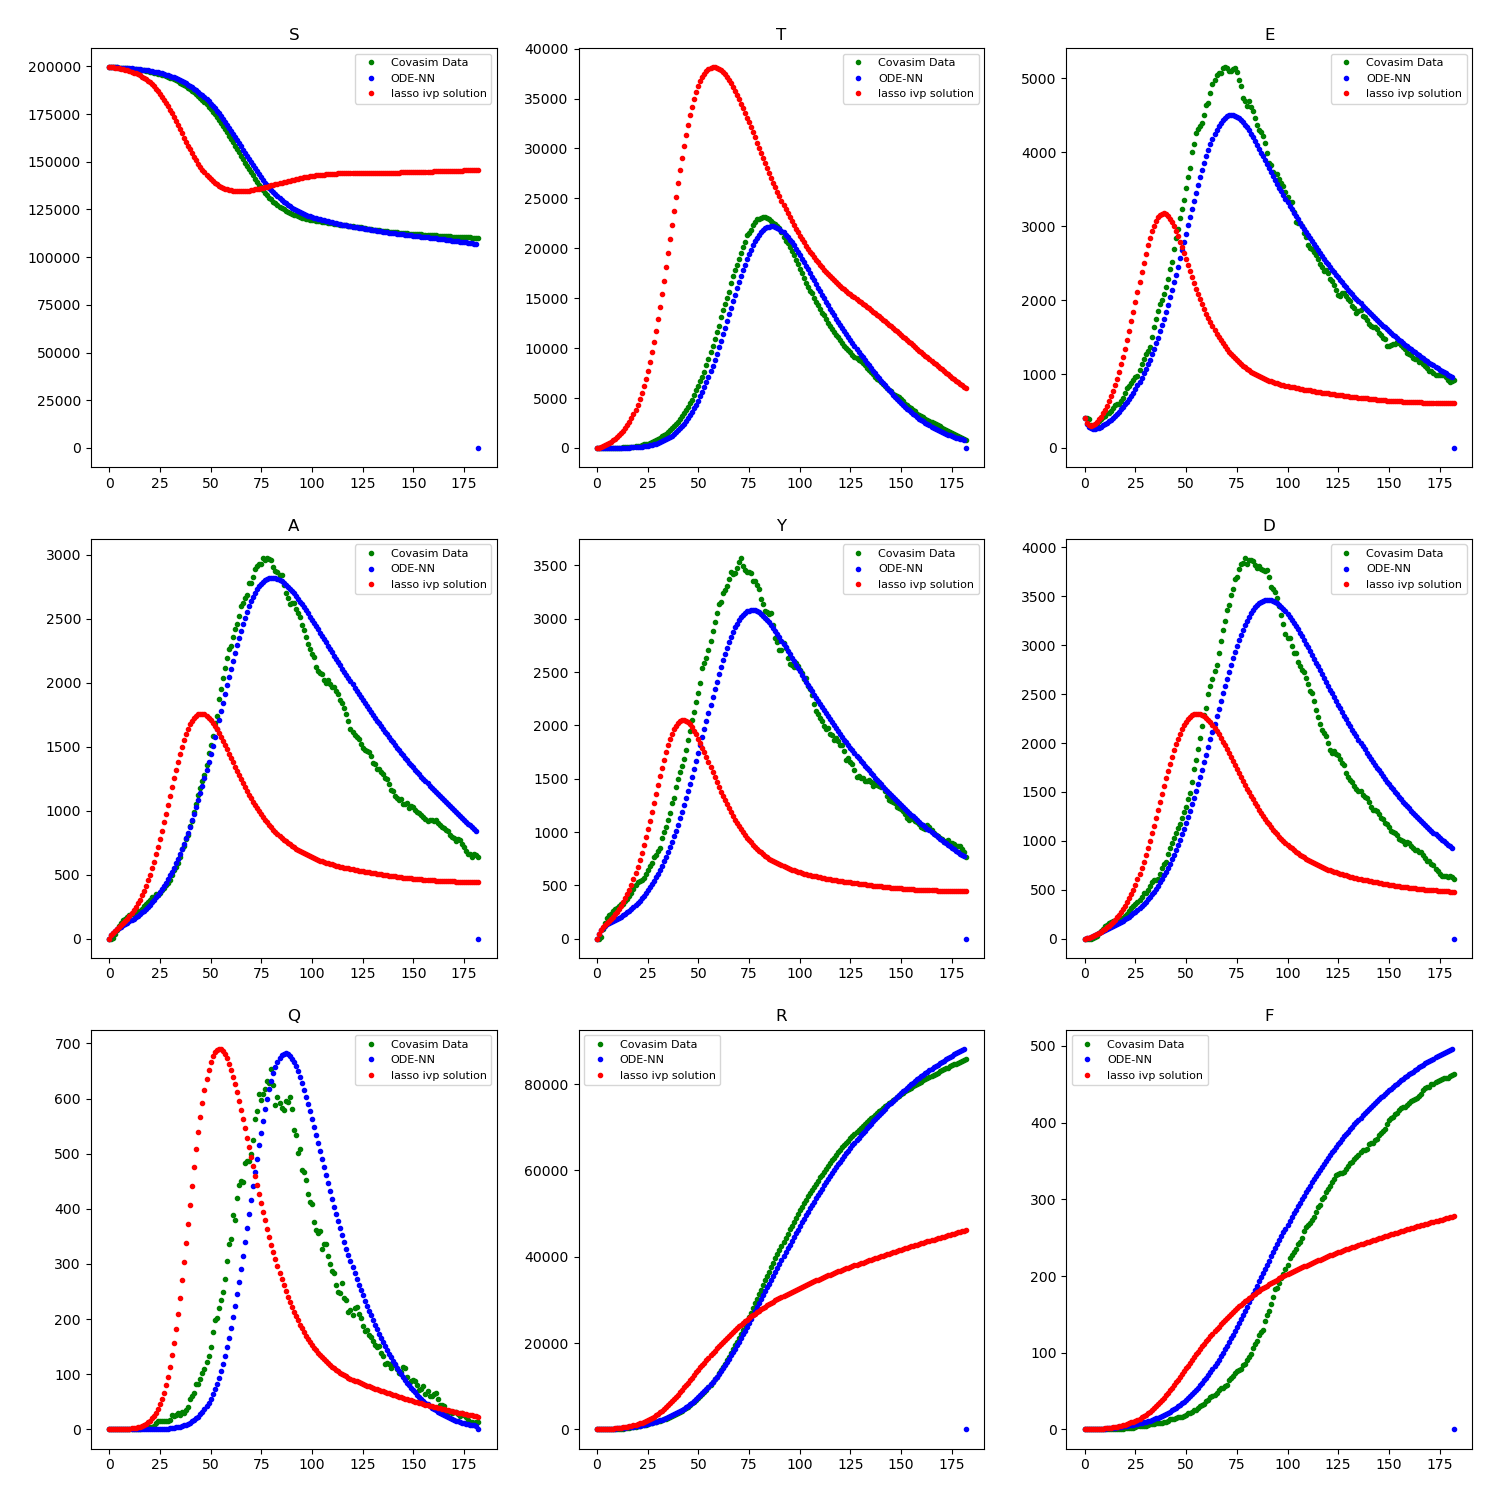 S
Covasim Data
ODE-NN
lasso ivp solution
200000
175000
150000
125000
100000
75000
50000
25000
0
0 25 50 75 100 125 150 175
T
Covasim Data
ODE-NN
lasso ivp solution
40000
35000
30000
25000
20000
15000
10000
5000
0
0 25 50 75 100 125 150 175
E
Covasim Data
ODE-NN
lasso ivp solution
5000
4000
3000
2000
1000
0
0 25 50 75 100 125 150 175
A
Covasim Data
ODE-NN
lasso ivp solution
3000
2500
2000
1500
1000
500
0
0 25 50 75 100 125 150 175
Y
Covasim Data
ODE-NN
lasso ivp solution
3500
3000
2500
2000
1500
1000
500
0
0 25 50 75 100 125 150 175
D
Covasim Data
ODE-NN
lasso ivp solution
4000
3500
3000
2500
2000
1500
1000
500
0
0 25 50 75 100 125 150 175
Q
Covasim Data
ODE-NN
lasso ivp solution
700
600
500
400
300
200
100
0
0 25 50 75 100 125 150 175
R
Covasim Data
ODE-NN
lasso ivp solution
80000
60000
40000
20000
0
0 25 50 75 100 125 150 175
F
Covasim Data
ODE-NN
lasso ivp solution
500
400
300
200
100
0
0 25 50 75 100 125 150 175